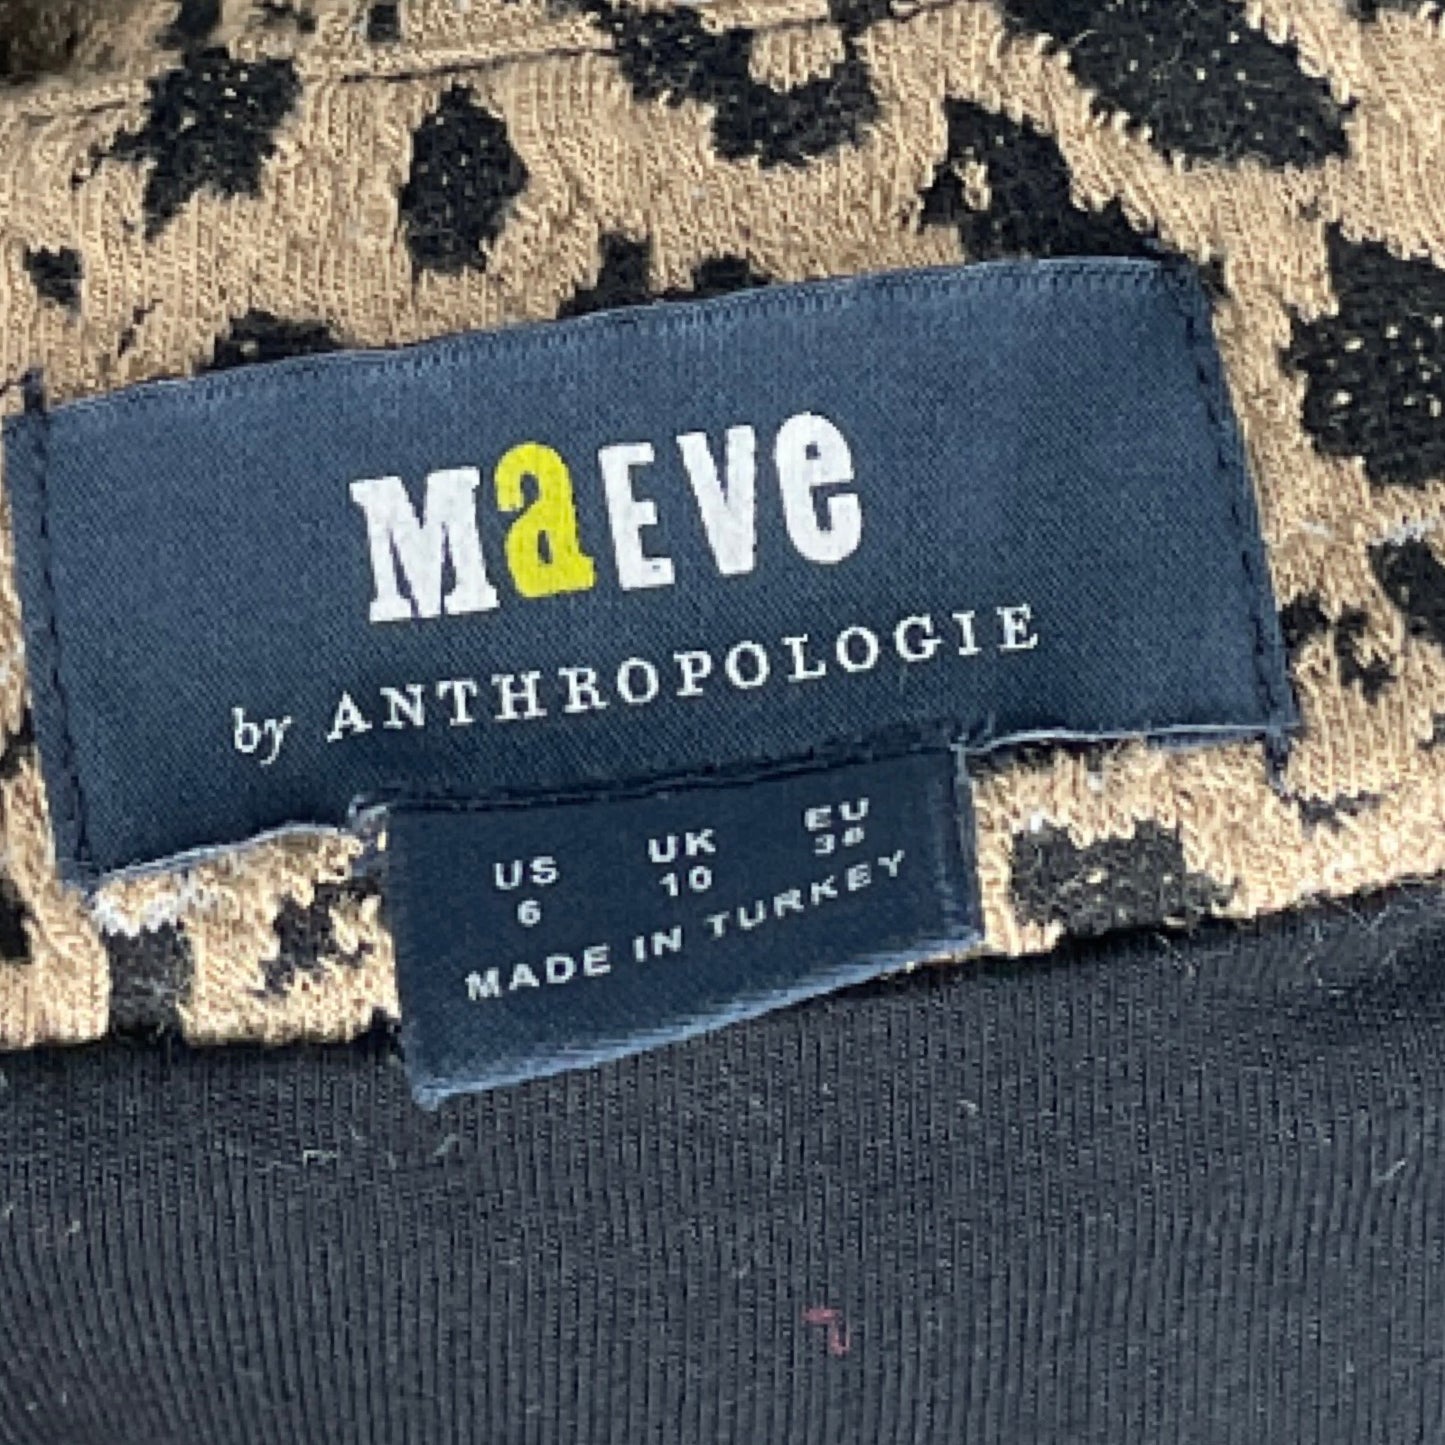 MaEVe
by ANTHROPOLOGIE
US UK EU
6 10 38
MADE IN TURKEY